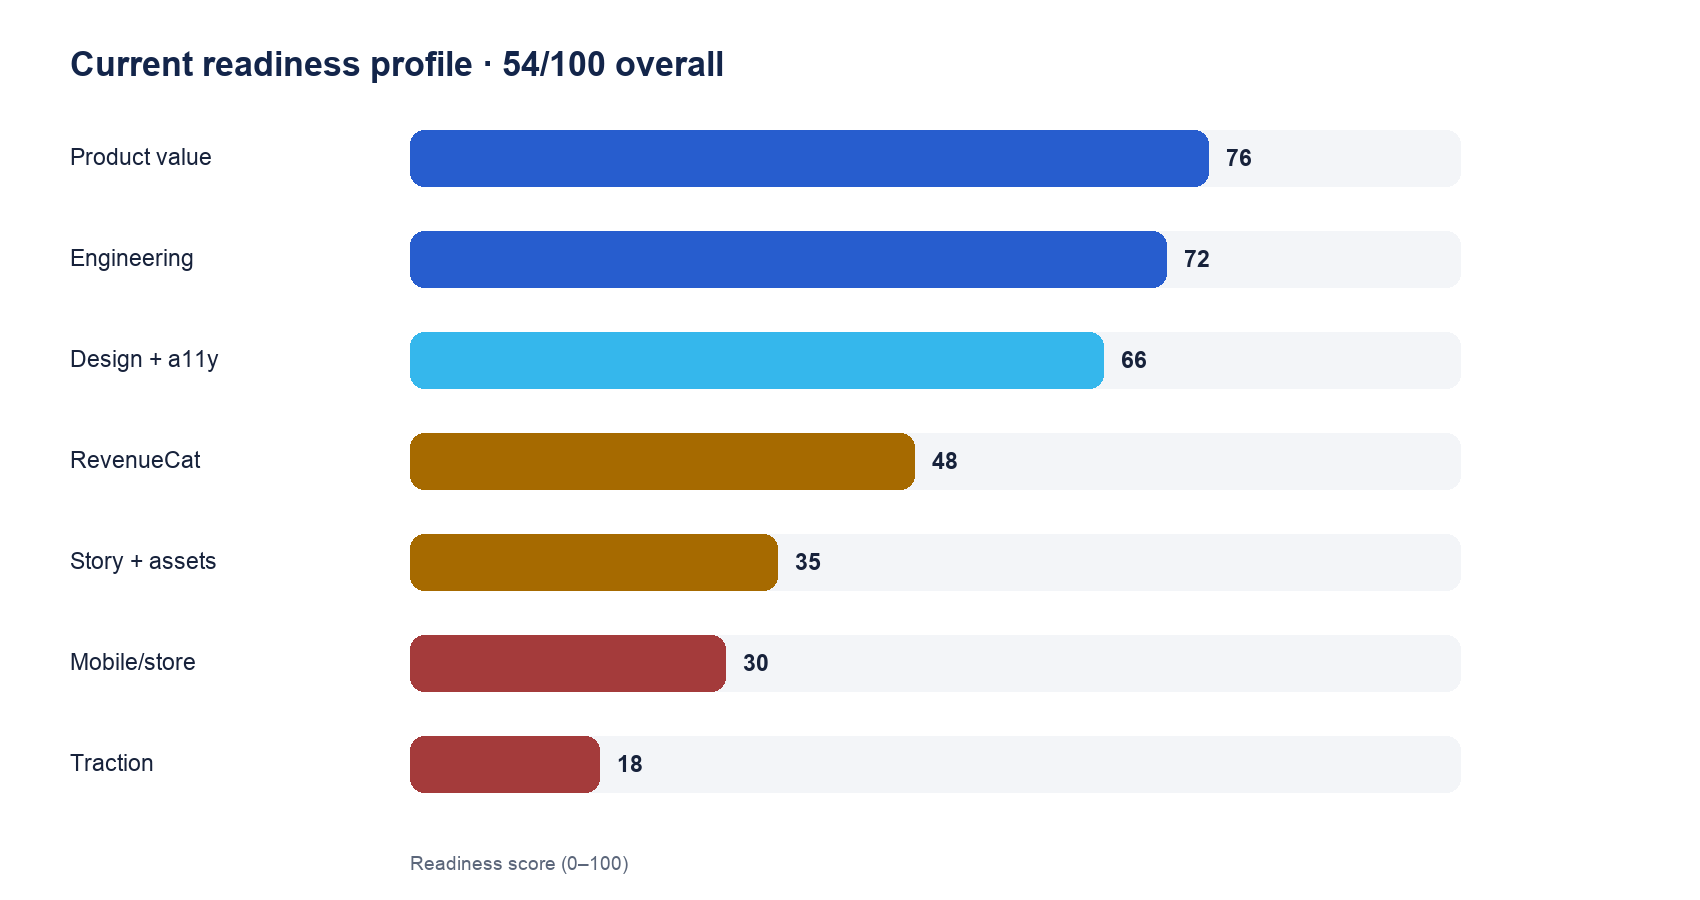 Current readiness profile · 54/100 overall
Product value 76
Engineering 72
Design + a11y 66
RevenueCat 48
Story + assets 35
Mobile/store 30
Traction 18
Readiness score (0–100)